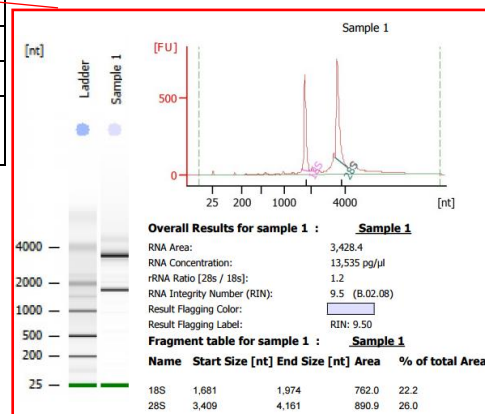 Sample 1
[nt]
Ladder
Sample 1
[FU]
500
0
18S
28S
25 200 1000 4000 [nt]
4000
2000
1000
500
200
25
Overall Results for sample 1 : Sample 1
RNA Area: 3,428.4
RNA Concentration: 13,535 pg/µl
rRNA Ratio [28s / 18s]: 1.2
RNA Integrity Number (RIN): 9.5 (B.02.08)
Result Flagging Color:
Result Flagging Label: RIN: 9.50
Fragment table for sample 1 : Sample 1
Name Start Size [nt] End Size [nt] Area % of total Area
18S 1,681 1,974 762.0 22.2
28S 3,409 4,161 890.9 26.0